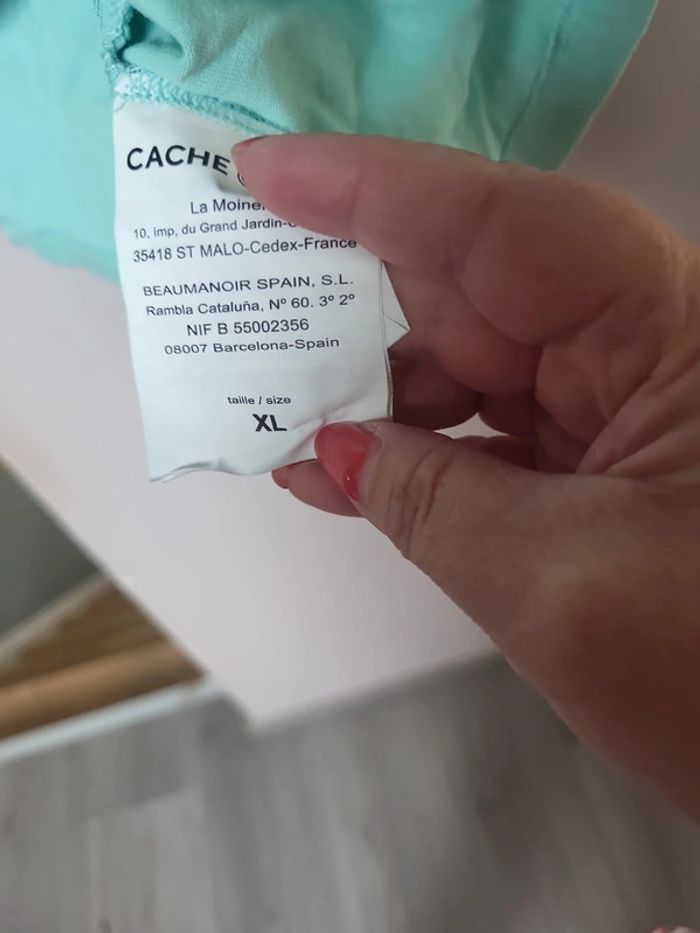 CACHE
La Moine
10, imp. du Grand Jardin-
35418 ST MALO-Cedex-France
BEAUMANOIR SPAIN, S.L.
Rambla Cataluña, Nº 60. 3º 2º
NIF B 55002356
08007 Barcelona-Spain
taille / size
XL